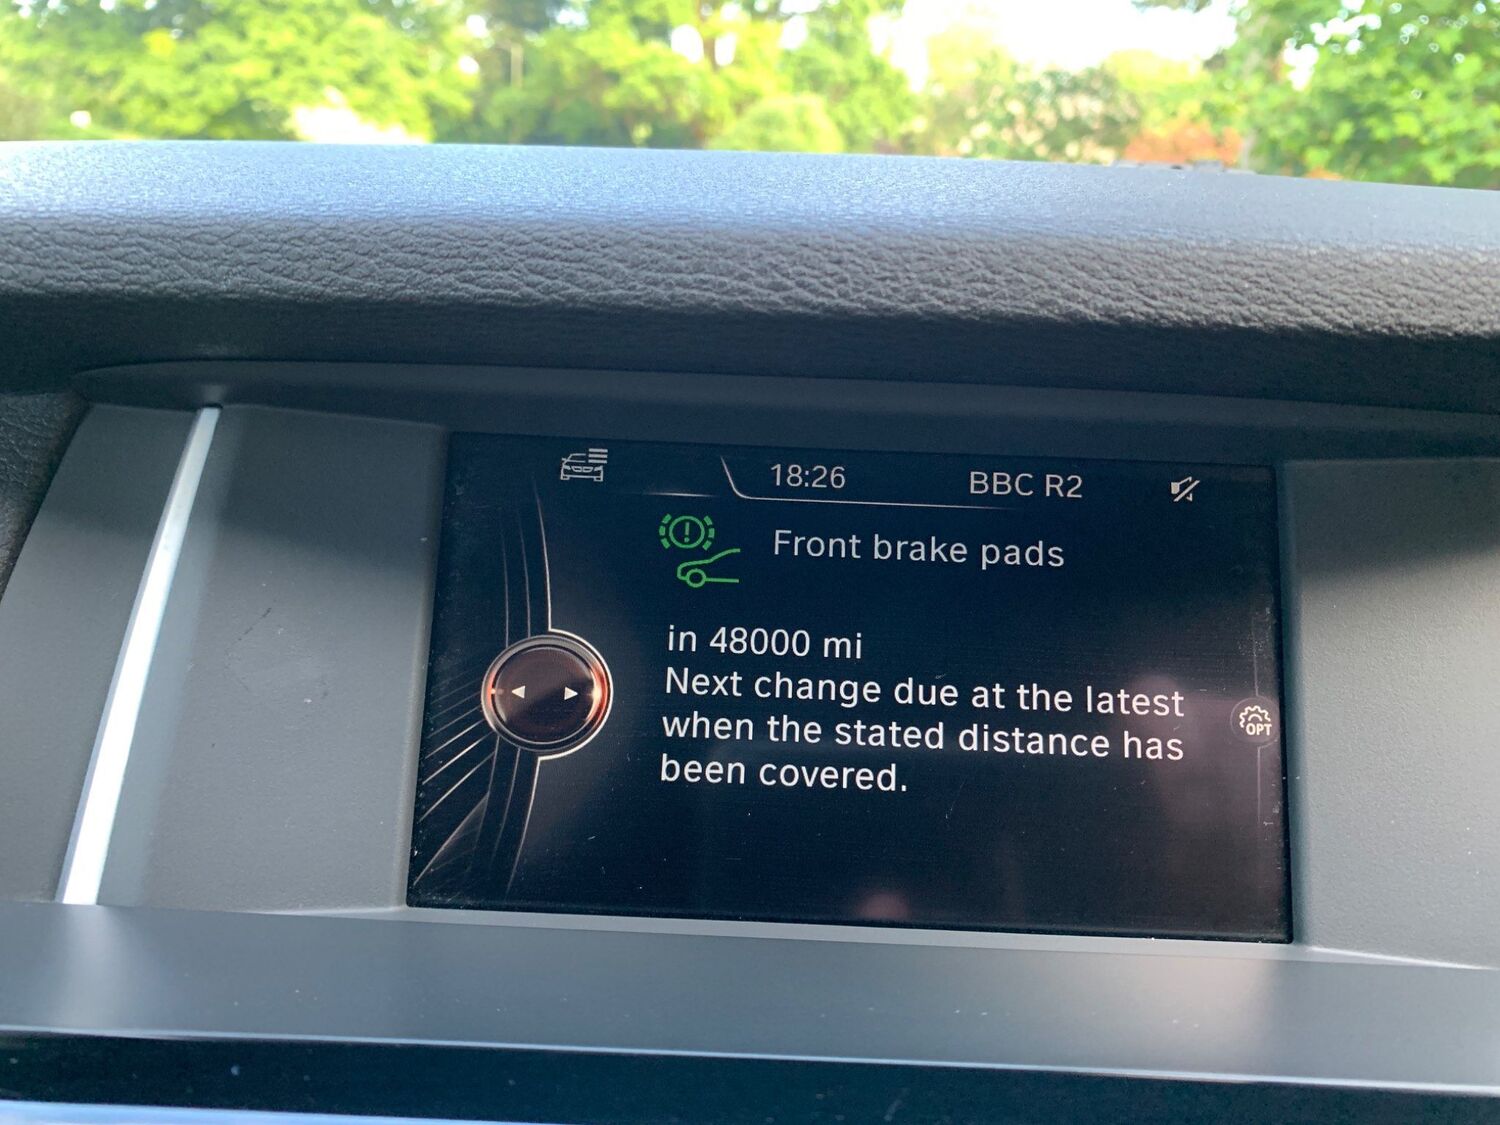 18:26 BBC R2
Front brake pads
in 48000 mi
Next change due at the latest
when the stated distance has
been covered.
OPT